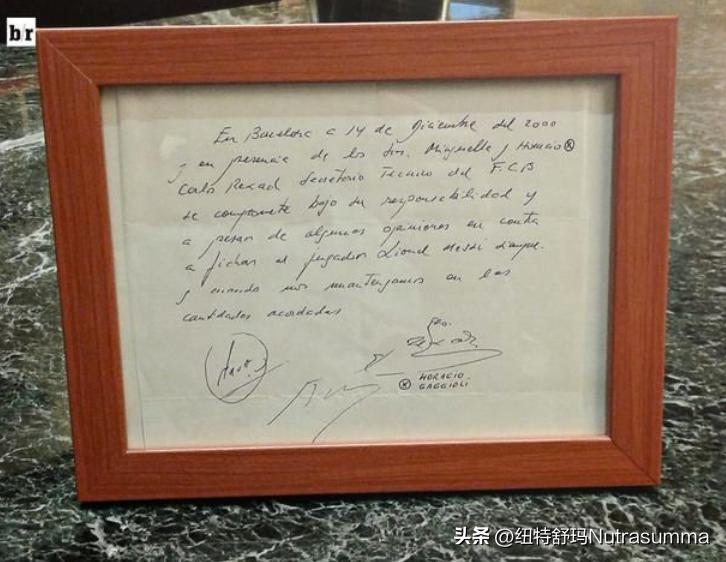 br
En Barcelona a 14 de Diciembre del 2000
y en presencia de los Srs. Minguella y Horacio
Carlos Rexach Secretario Tecnico del F.C.B
se compromete bajo su responsabilidad y
a pesar de algunas opiniones en contra
a fichar al jugador Lionel Messi siempre
y cuando nos mantengamos en las
cantidades acordadas
HORACIO
GAGGIOLI
头条 @纽特舒玛Nutrasumma